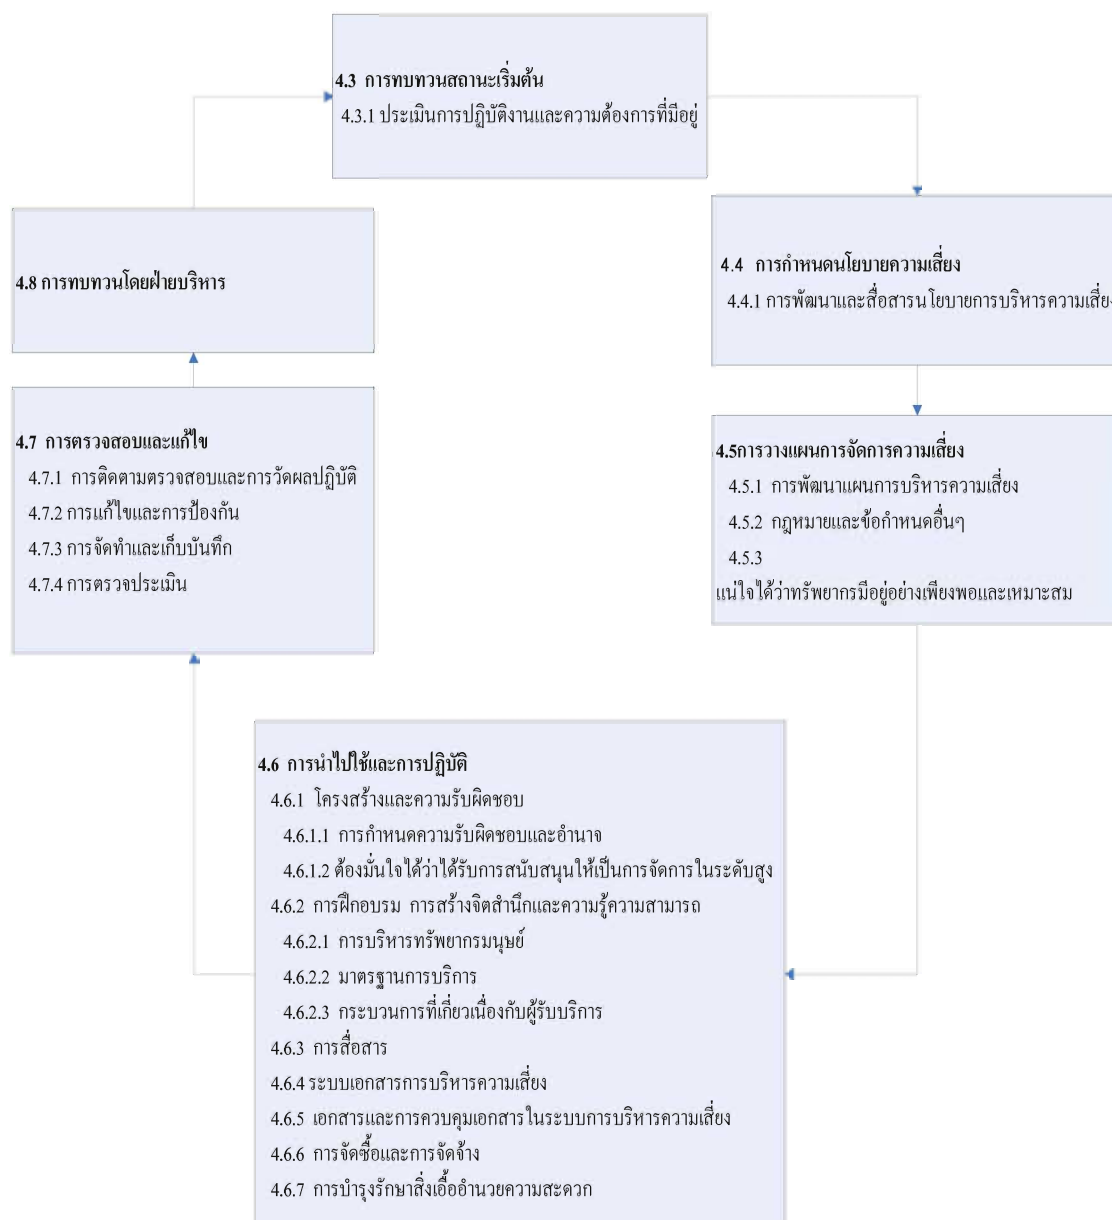 4.3 การทบทวนสถานะเริ่มต้น
4.3.1 ประเมินการปฏิบัติงานและความต้องการที่มีอยู่
4.4 การกำหนดนโยบายความเสี่ยง
4.4.1 การพัฒนาและสื่อสารนโยบายการบริหารความเสี่ยง
4.5การวางแผนการจัดการความเสี่ยง
4.5.1 การพัฒนาแผนการบริหารความเสี่ยง
4.5.2 กฎหมายและข้อกำหนดอื่นๆ
4.5.3
แน่ใจได้ว่าทรัพยากรมีอยู่อย่างเพียงพอและเหมาะสม
4.6 การนำไปใช้และการปฏิบัติ
4.6.1 โครงสร้างและความรับผิดชอบ
4.6.1.1 การกำหนดความรับผิดชอบและอำนาจ
4.6.1.2 ต้องมั่นใจได้ว่าได้รับการสนับสนุนให้เป็นการจัดการในระดับสูง
4.6.2 การฝึกอบรม การสร้างจิตสำนึกและความรู้ความสามารถ
4.6.2.1 การบริหารทรัพยากรมนุษย์
4.6.2.2 มาตรฐานการบริการ
4.6.2.3 กระบวนการที่เกี่ยวเนื่องกับผู้รับบริการ
4.6.3 การสื่อสาร
4.6.4 ระบบเอกสารการบริหารความเสี่ยง
4.6.5 เอกสารและการควบคุมเอกสารในระบบการบริหารความเสี่ยง
4.6.6 การจัดซื้อและการจัดจ้าง
4.6.7 การบำรุงรักษาสิ่งเอื้ออำนวยความสะดวก
4.7 การตรวจสอบและแก้ไข
4.7.1 การติดตามตรวจสอบและการวัดผลปฏิบัติ
4.7.2 การแก้ไขและการป้องกัน
4.7.3 การจัดทำและเก็บบันทึก
4.7.4 การตรวจประเมิน
4.8 การทบทวนโดยฝ่ายบริหาร